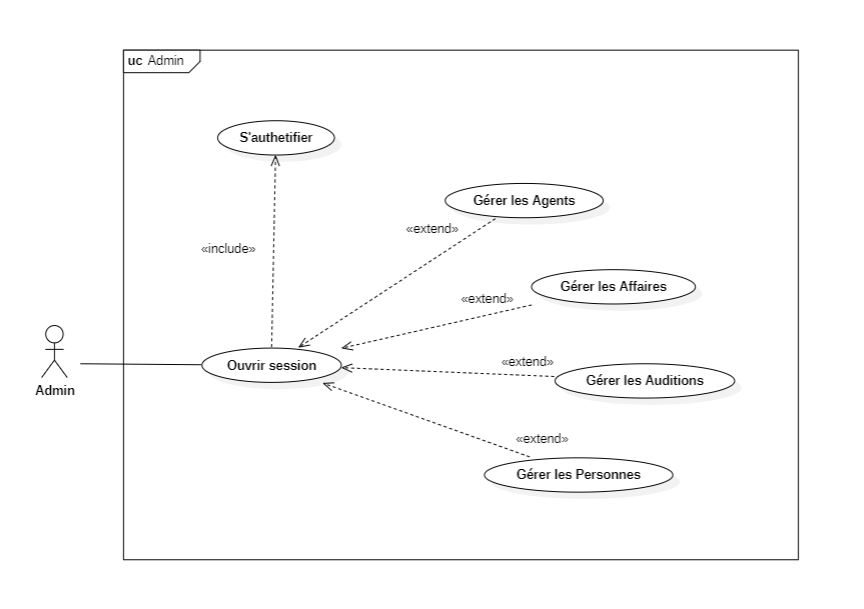 uc Admin
S'authetifier
Gérer les Agents
«extend»
«include»
Gérer les Affaires
«extend»
Admin
Ouvrir session
«extend»
Gérer les Auditions
«extend»
Gérer les Personnes